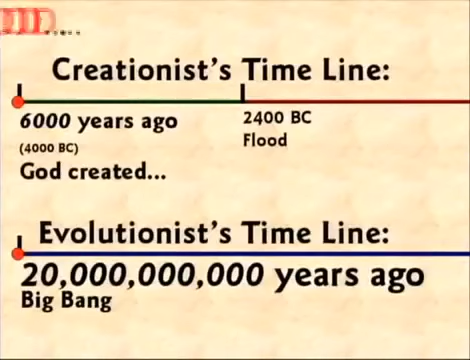 Creationist's Time Line:
6000 years ago
(4000 BC)
God created...
2400 BC
Flood
Evolutionist's Time Line:
20,000,000,000 years ago
Big Bang